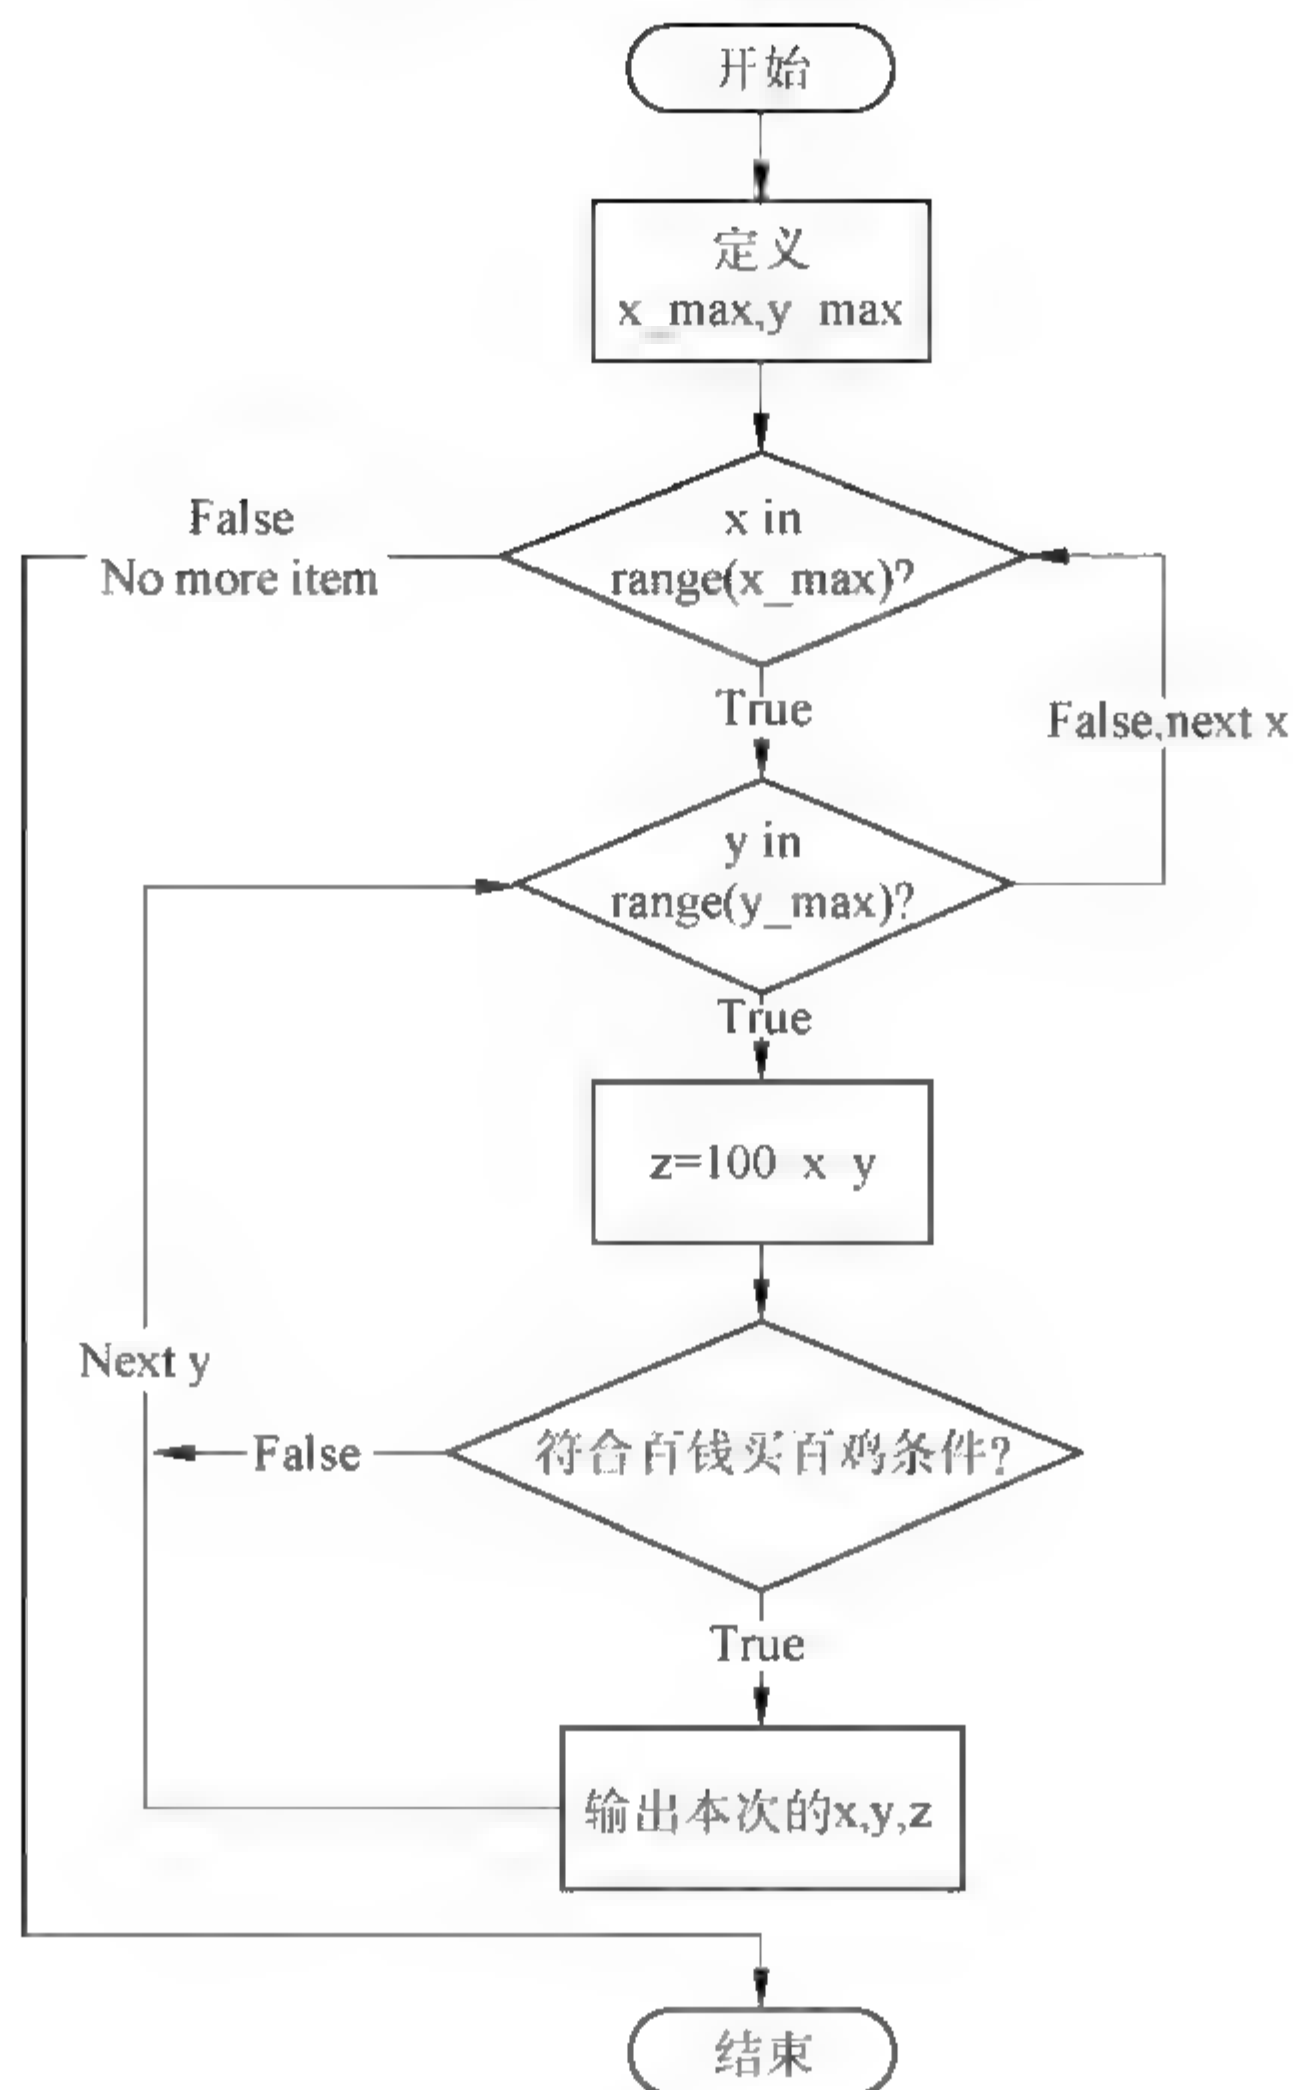 开始
定义
x_max,y max
x in
range(x_max)?
False
No more item
True
False,next x
y in
range(y_max)?
True
z=100 x y
Next y
符合百钱买百鸡条件?
False
True
输出本次的x,y,z
结束